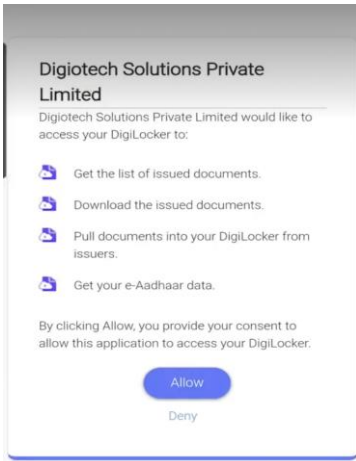 Digiotech Solutions Private
Limited
Digiotech Solutions Private Limited would like to
access your DigiLocker to:
Get the list of issued documents.
Download the issued documents.
Pull documents into your DigiLocker from
issuers.
Get your e-Aadhaar data.
By clicking Allow, you provide your consent to
allow this application to access your DigiLocker.
Allow
Deny